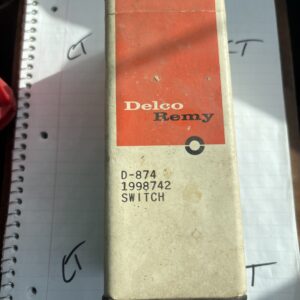 CT
CT
Delco
Remy
D-874
1998742
SWITCH
CT
CT